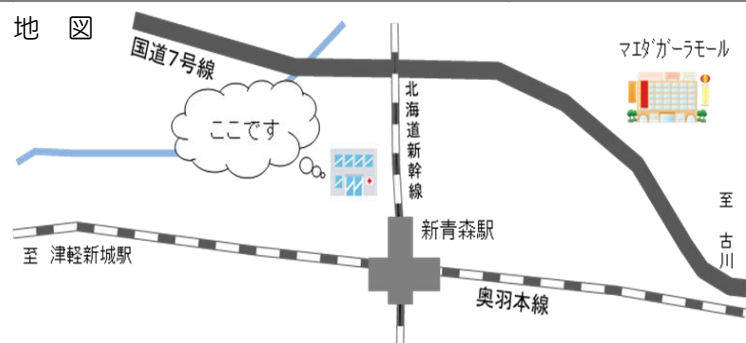 地 図
国道7号線
マエダガーラモール
ここです
北海道新幹線
新青森駅
至 古川
至 津軽新城駅
奥羽本線